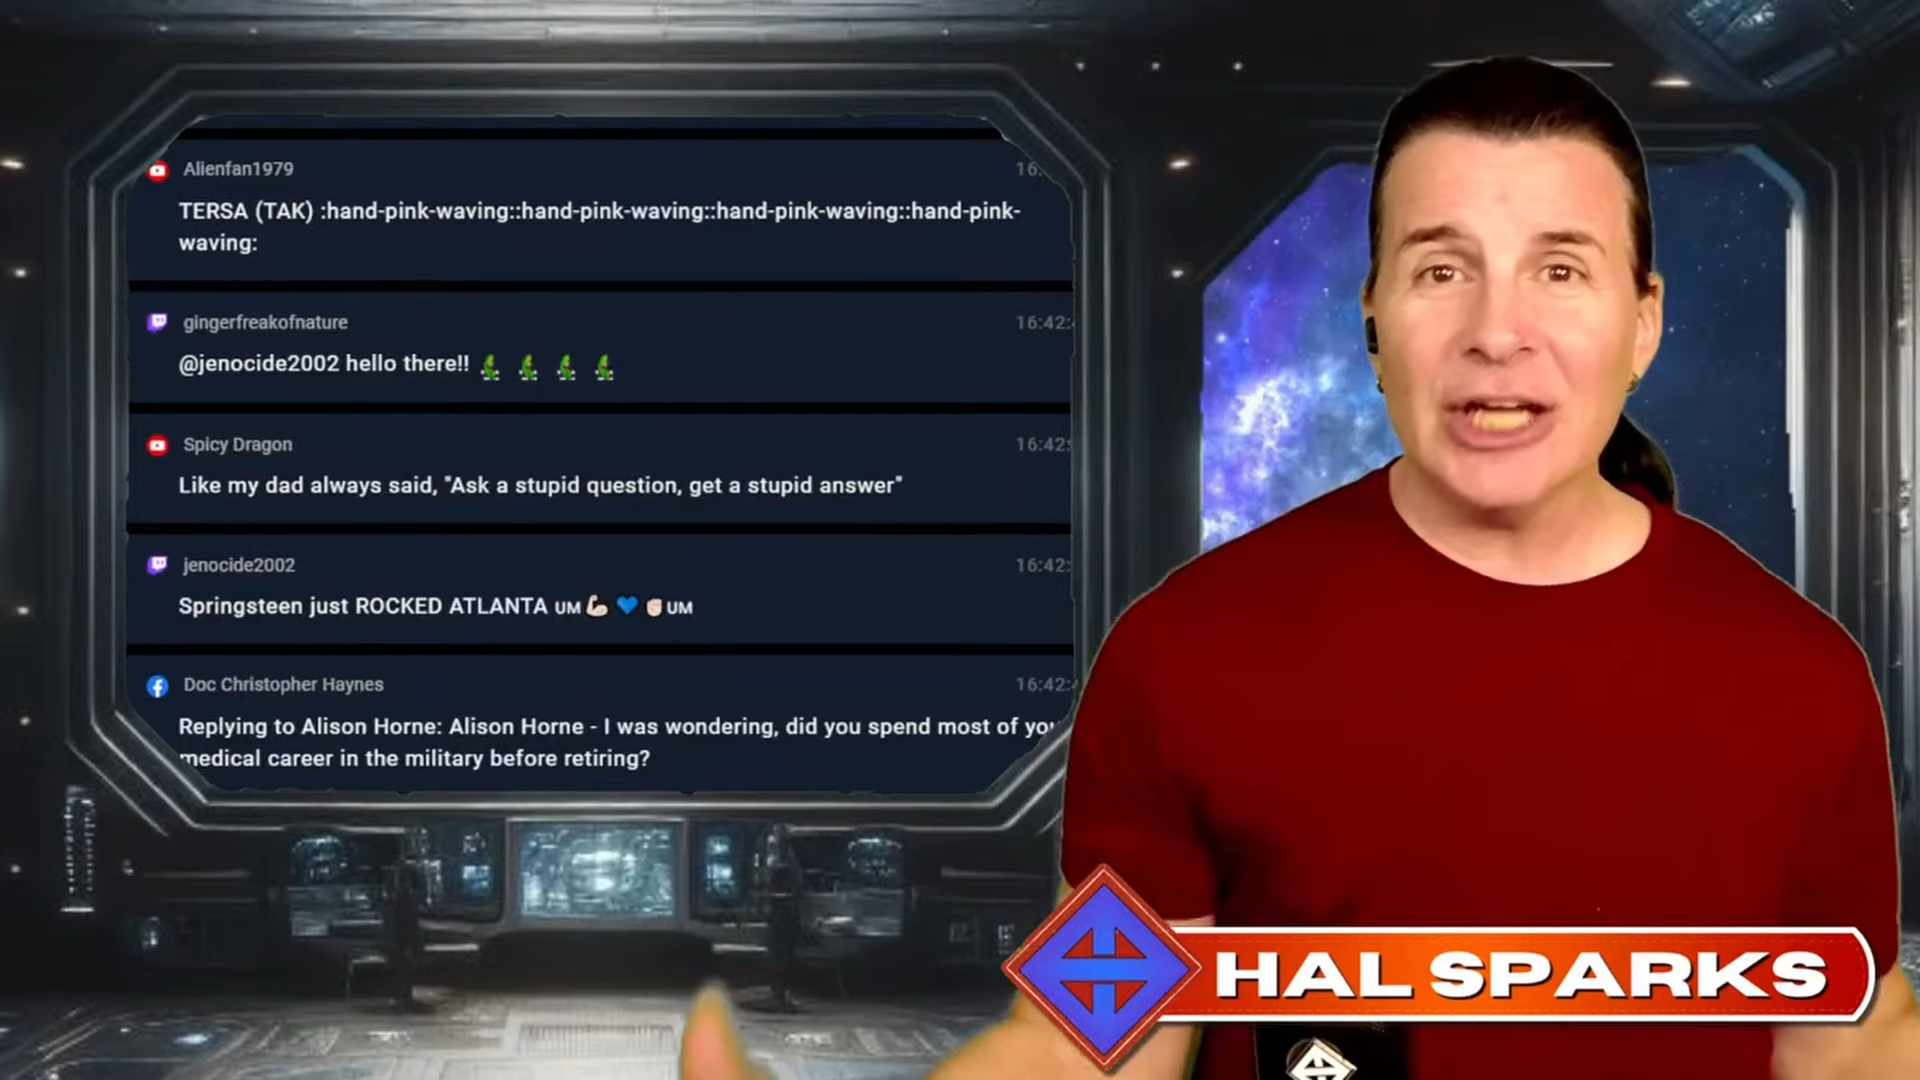 Alienfan1979
16:
TERSA (TAK) :hand-pink-waving::hand-pink-waving::hand-pink-waving::hand-pink-
waving:
gingerfreakofnature
16:42:
@jenocide2002 hello there!!
Spicy Dragon
16:42:
Like my dad always said, "Ask a stupid question, get a stupid answer"
jenocide2002
16:42:
Springsteen just ROCKED ATLANTA UM💪🏻💙✊🏻UM
Doc Christopher Haynes
16:42:
Replying to Alison Horne: Alison Horne - I was wondering, did you spend most of
medical career in the military before retiring?
HAL SPARKS